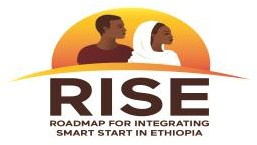 RISE
ROADMAP FOR INTEGRATING
SMART START IN ETHIOPIA